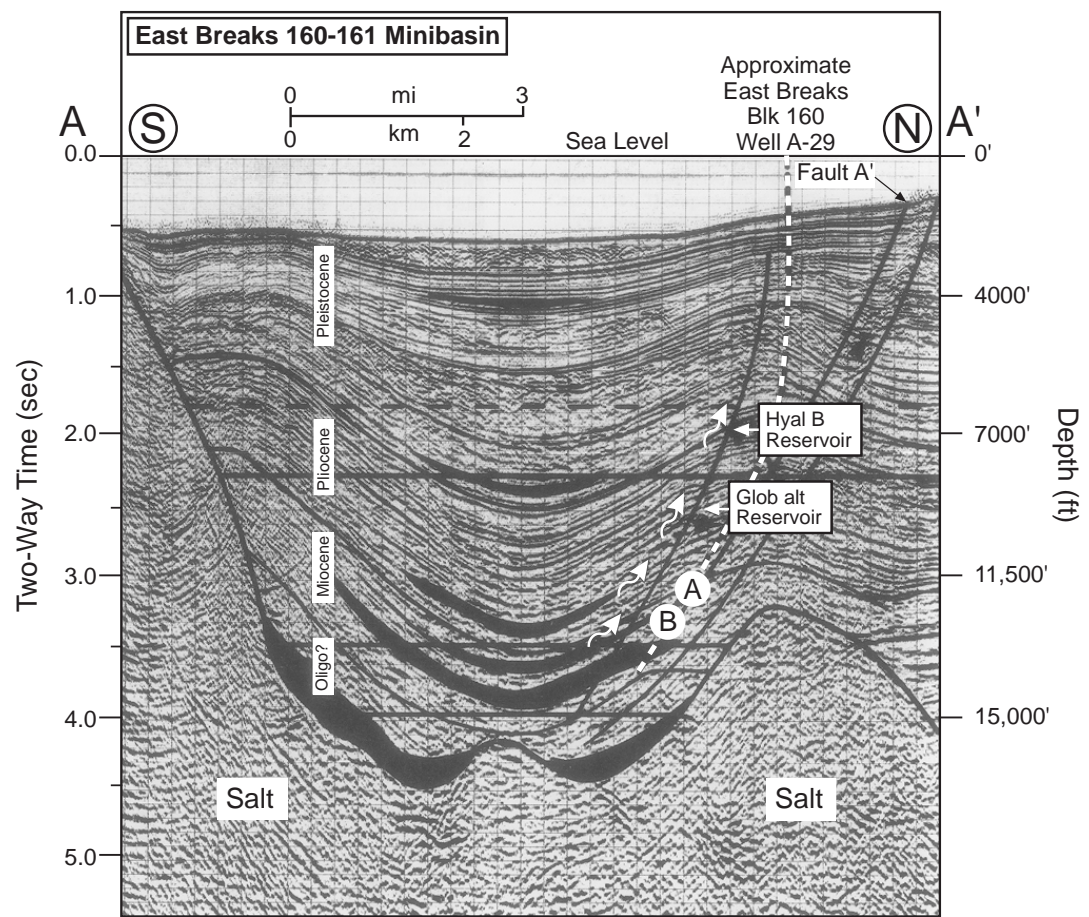 East Breaks 160-161 Minibasin
Approximate
East Breaks
Blk 160
Well A-29
0 mi 3
0 km 2
A
S
N
A'
Sea Level
Fault A'
0.0
1.0
2.0
3.0
4.0
5.0
Two-Way Time (sec)
0'
4000'
7000'
11,500'
15,000'
Depth (ft)
Pleistocene
Pliocene
Miocene
Oligo?
Hyal B
Reservoir
Glob alt
Reservoir
A
B
Salt
Salt